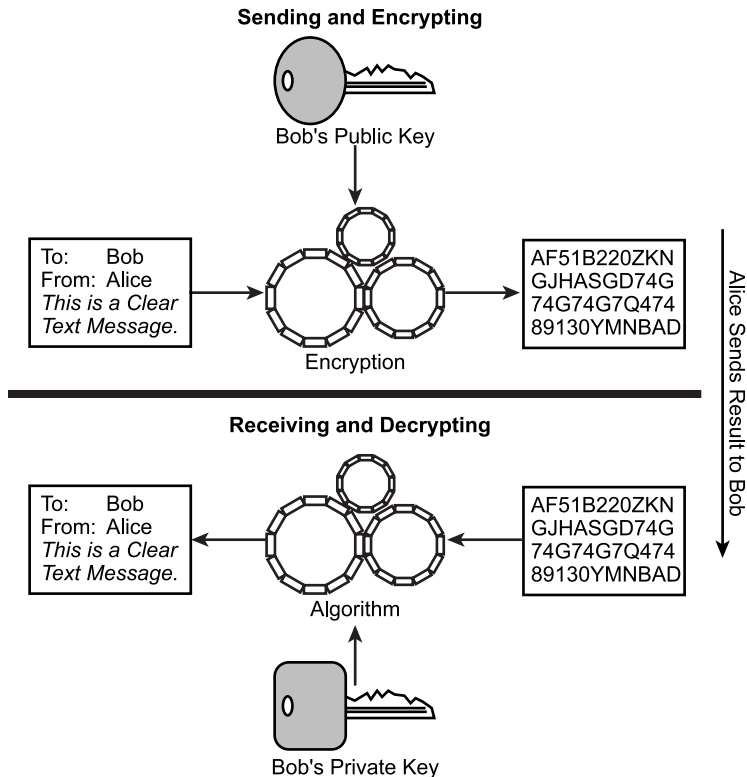 Sending and Encrypting
Bob's Public Key
To: Bob
From: Alice
This is a Clear
Text Message.
Encryption
AF51B220ZKN
GJHASGD74G
74G74G7Q474
89130YMNBAD
Alice Sends Result to Bob
Receiving and Decrypting
To: Bob
From: Alice
This is a Clear
Text Message.
Algorithm
AF51B220ZKN
GJHASGD74G
74G74G7Q474
89130YMNBAD
Bob's Private Key